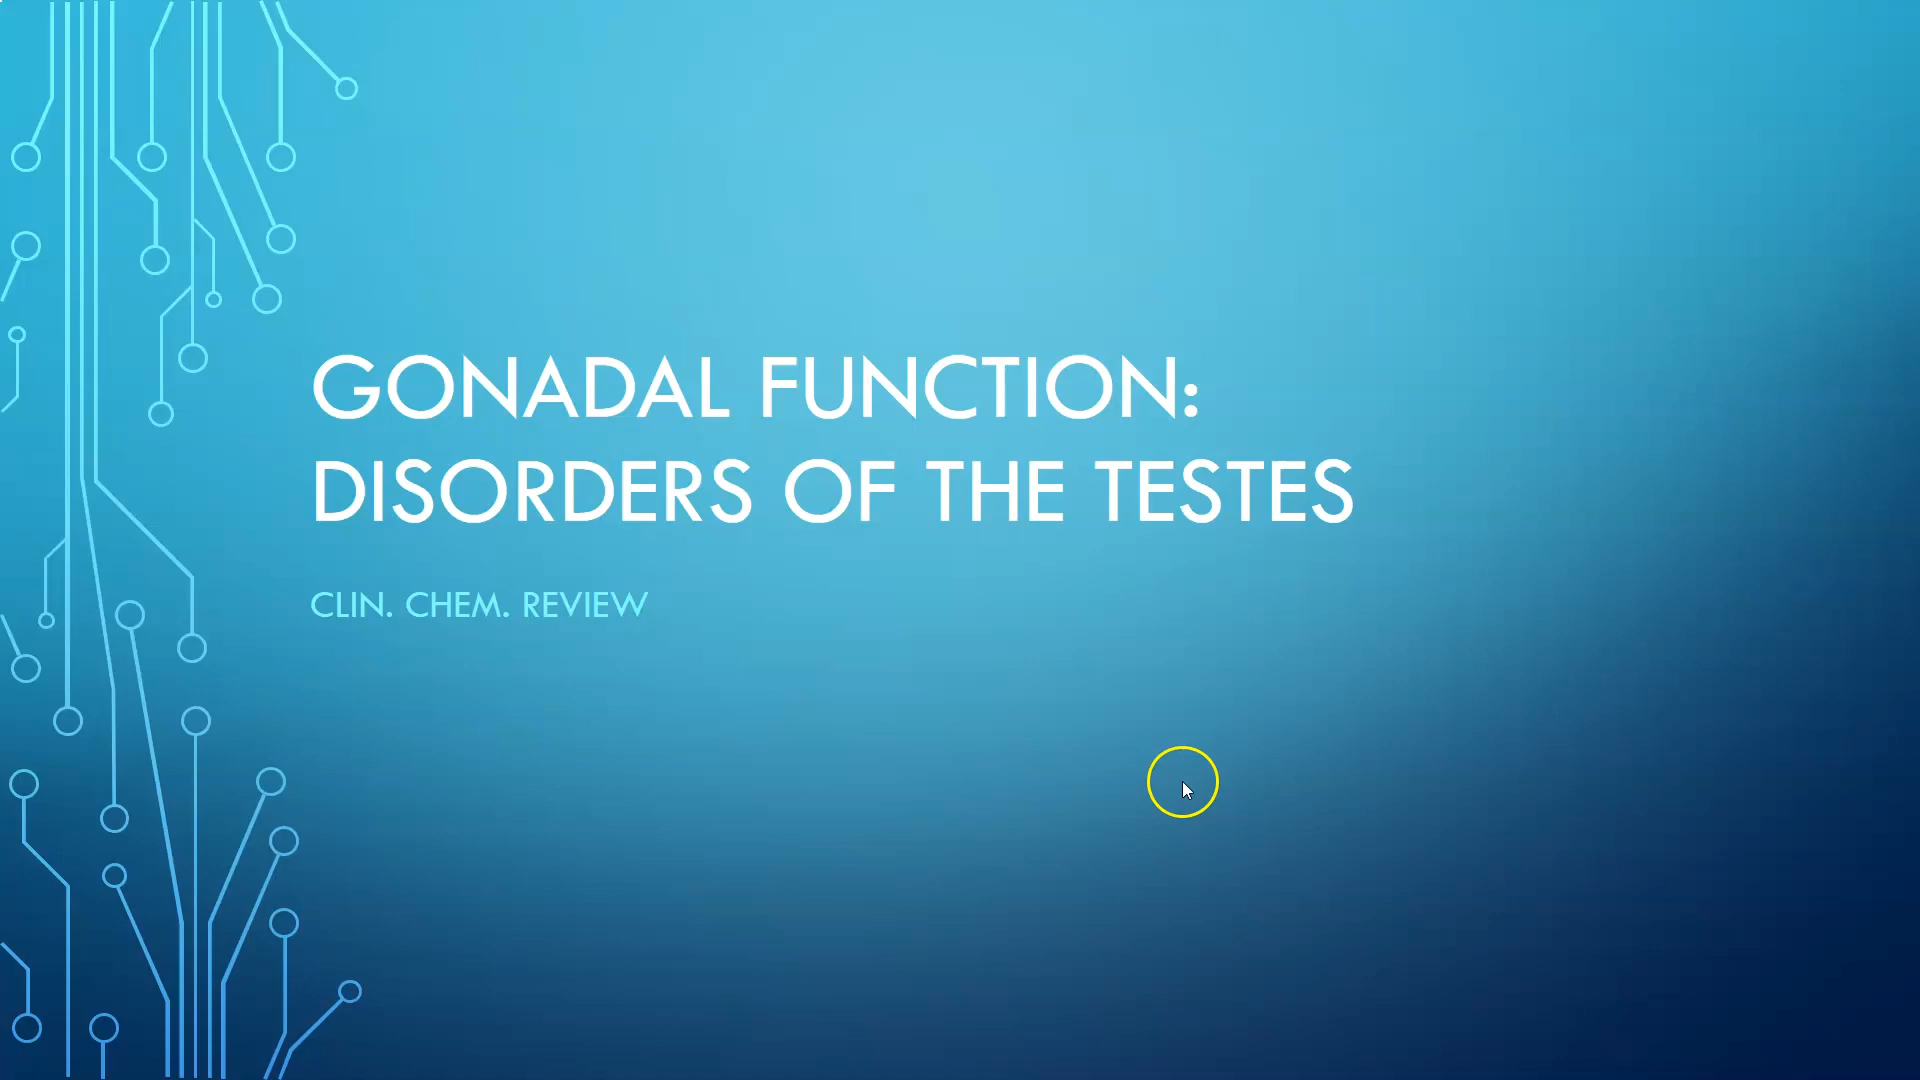 GONADAL FUNCTION:
DISORDERS OF THE TESTES
CLIN. CHEM. REVIEW